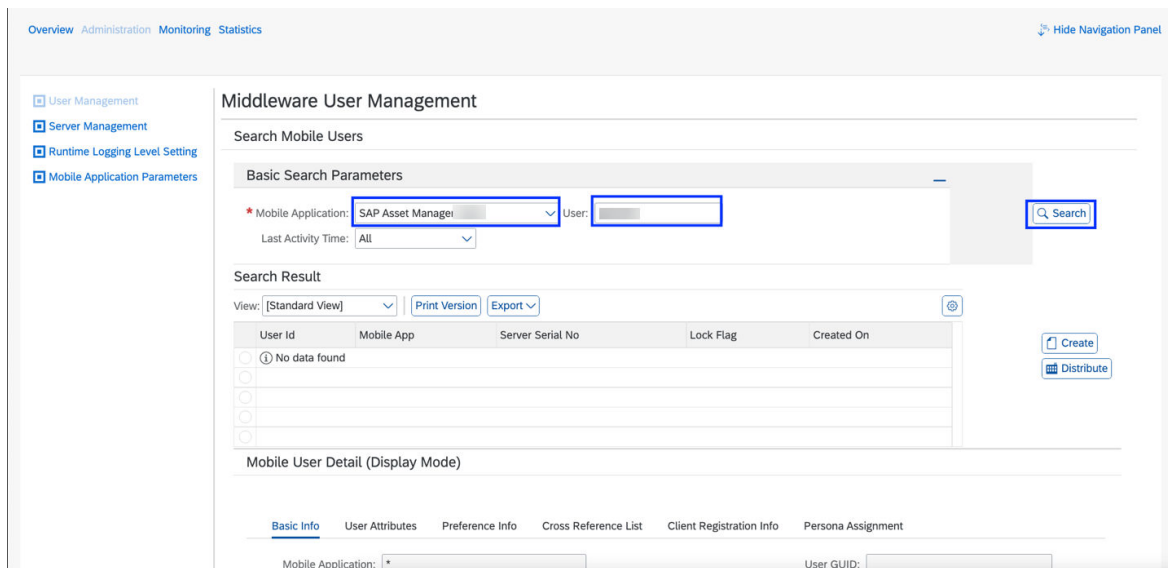 Overview Administration Monitoring Statistics
Hide Navigation Panel
User Management
Server Management
Runtime Logging Level Setting
Mobile Application Parameters
Middleware User Management
Search Mobile Users
Basic Search Parameters
* Mobile Application: SAP Asset Manager User:
Search
Last Activity Time: All
Search Result
View: [Standard View] Print Version Export
User Id Mobile App Server Serial No Lock Flag Created On
No data found
Create
Distribute
Mobile User Detail (Display Mode)
Basic Info User Attributes Preference Info Cross Reference List Client Registration Info Persona Assignment
Mobile Application: * User GUID: